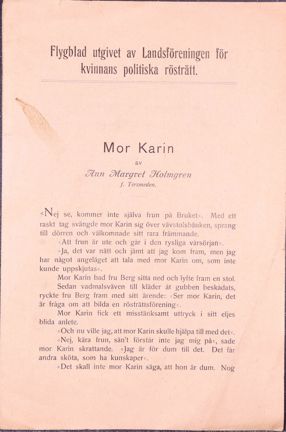 Flygblad utgivet av Landsföreningen för
kvinnans politiska rösträtt.
Mor Karin
av
Ann Margret Holmgren
f. Tersmeden.
»Nej se, kommer inte själva frun på Bruket». Med ett
raskt tag svängde mor Karin sig över vävstolsbänken, sprang
till dörren och välkomnade sitt rara främmande.
»Att frun är ute och går i den rysliga vårsörjan».
»Ja, det var nätt och jämt att jag kom fram, men jag
har något angeläget att tala med mor Karin om, som inte
kunde uppskjutas».
Mor Karin bad fru Berg sitta ned och lyfte fram en stol.
Sedan vadmalsväven till kläder åt gubben beskådats,
ryckte fru Berg fram med sitt ärende: »Ser mor Karin, det
är fråga om att bilda en rösträttsförening».
Mor Karin fick ett misstänksamt uttryck i sitt eljes
blida anlete.
»Och nu ville jag, att mor Karin skulle hjälpa till med det».
»Nej, kära frun, sån't förstår inte jag mig på», sade
mor Karin skrattande. »Jag är för dum till det. Det får
andra sköta, som ha kunskaper».
»Det skall inte mor Karin säga, att hon är dum. Nog